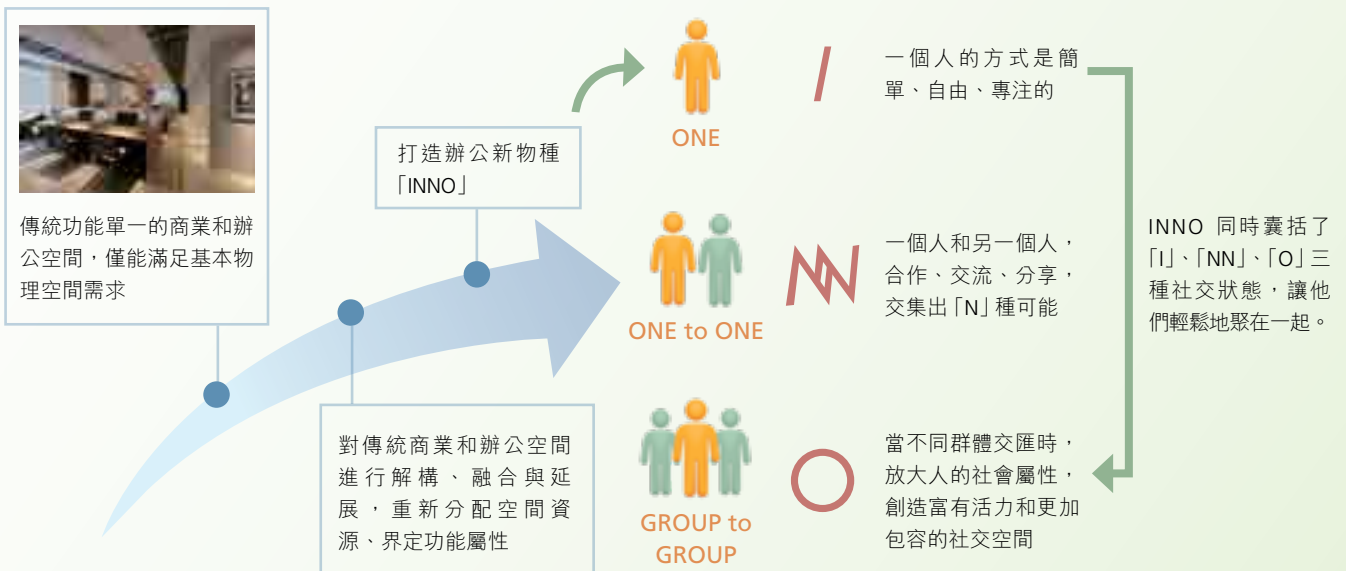 傳統功能單一的商業和辦
公空間，僅能滿足基本物
理空間需求
打造辦公新物種
「INNO」
對傳統商業和辦公空間
進行解構、融合與延
展，重新分配空間資
源、界定功能屬性
ONE
I
一個人的方式是簡
單、自由、專注的
ONE to ONE
NN
一個人和另一個人，
合作、交流、分享，
交集出「N」種可能
GROUP to
GROUP
O
當不同群體交匯時，
放大人的社會屬性，
創造富有活力和更加
包容的社交空間
INNO 同時囊括了
「I」、「NN」、「O」三
種社交狀態，讓他
們輕鬆地聚在一起。